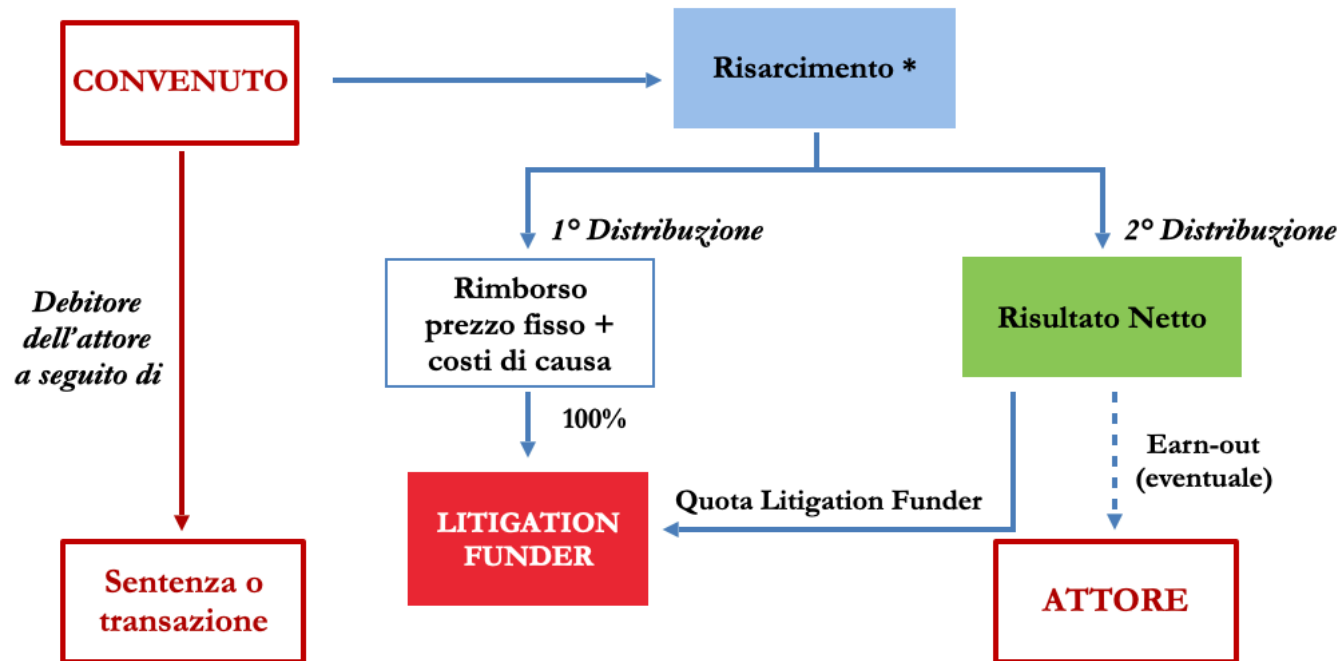 CONVENUTO
Risarcimento *
1° Distribuzione
2° Distribuzione
Debitore
dell'attore
a seguito di
Rimborso
prezzo fisso +
costi di causa
Risultato Netto
100%
Earn-out
(eventuale)
Quota Litigation Funder
LITIGATION
FUNDER
Sentenza o
transazione
ATTORE